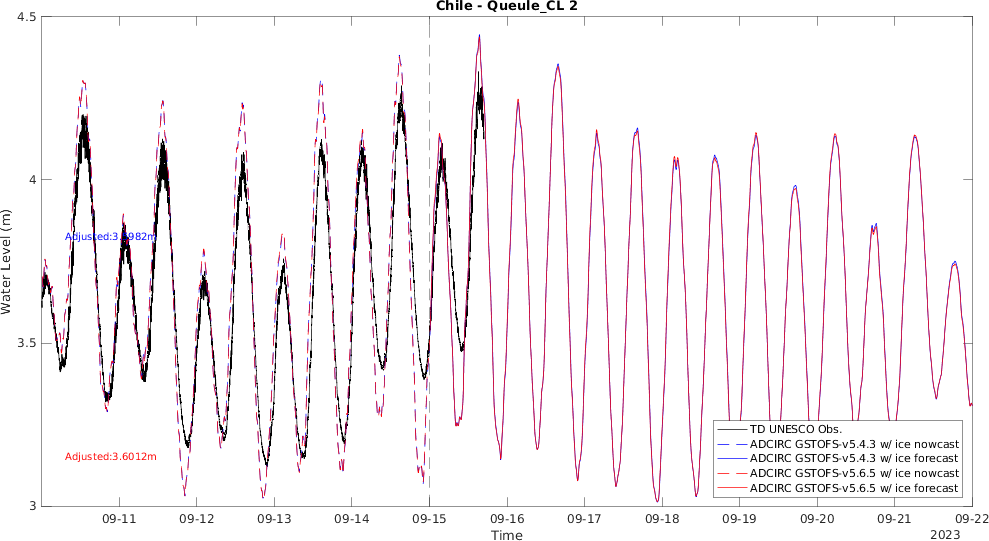 Chile - Queule_CL 2
4.5
4
3.5
3
Water Level (m)
Adjusted:3.5982m
Adjusted:3.6012m
TD UNESCO Obs.
ADCIRC GSTOFS-v5.4.3 w/ ice nowcast
ADCIRC GSTOFS-v5.4.3 w/ ice forecast
ADCIRC GSTOFS-v5.6.5 w/ ice nowcast
ADCIRC GSTOFS-v5.6.5 w/ ice forecast
09-11 09-12 09-13 09-14 09-15 09-16 09-17 09-18 09-19 09-20 09-21 09-22
Time
2023